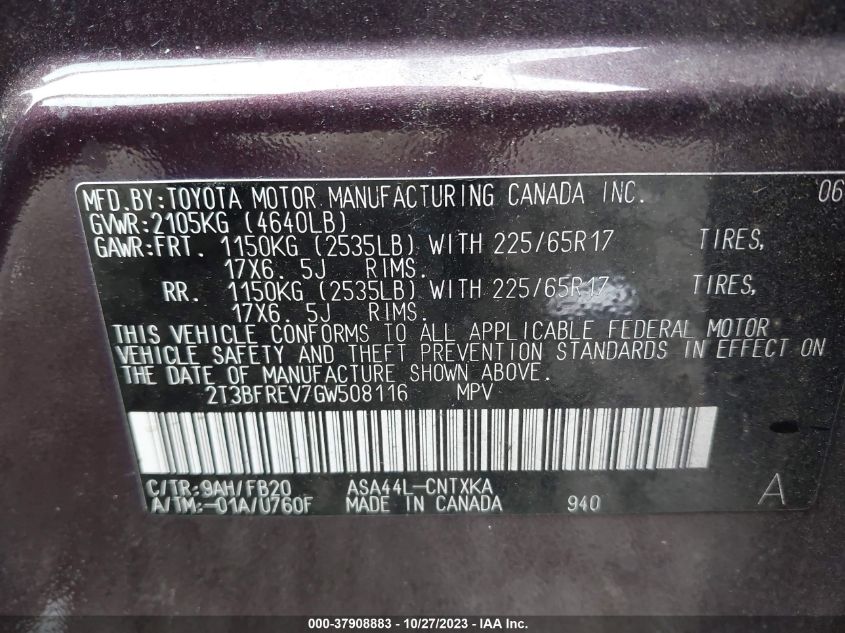 MFD.BY:TOYOTA MOTOR MANUFACTURING CANADA INC. 06
GVWR:2105KG (4640LB)
GAWR:FRT. 1150KG (2535LB) WITH 225/65R17 TIRES,
17X6. 5J RIMS.
RR. 1150KG (2535LB) WITH 225/65R17 TIRES,
17X6. 5J RIMS.
THIS VEHICLE CONFORMS TO ALL APPLICABLE FEDERAL MOTOR
VEHICLE SAFETY AND THEFT PREVENTION STANDARDS IN EFFECT ON
THE DATE OF MANUFACTURE SHOWN ABOVE.
2T3BFREV7GW508116 MPV
C/TR:9AH/FB20 ASA44L-CNTXKA
A/TM:-01A/U760F MADE IN CANADA 940 A
000-37908883 - 10/27/2023 - IAA Inc.